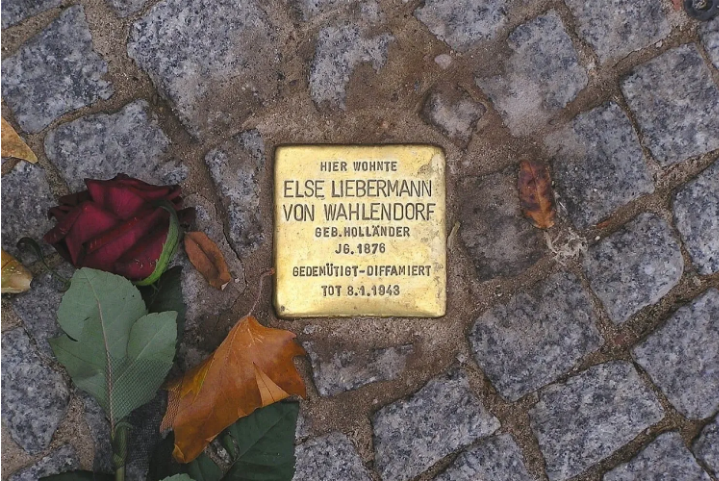 HIER WOHNTE
ELSE LIEBERMANN
VON WAHLENDORF
GEB. HOLLÄNDER
JG. 1876
GEDEMÜTIGT-DIFFAMIERT
TOT 8.1.1943